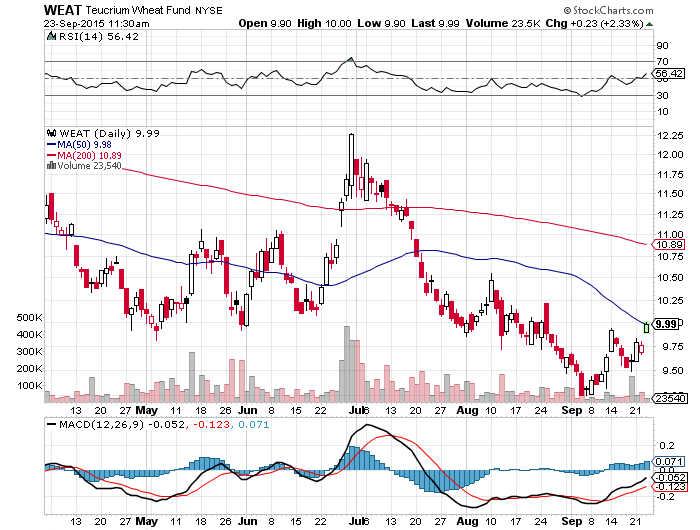 WEAT Teucrium Wheat Fund NYSE © StockCharts.com
23-Sep-2015 11:30am Open 9.90 High 10.00 Low 9.90 Last 9.99 Volume 23.5K Chg +0.23 (+2.33%)
RSI(14) 56.42
90
70
56.42
50
30
10
WEAT (Daily) 9.99
MA(50) 9.98
MA(200) 10.89
Volume 23,540
12.25
12.00
11.75
11.50
11.25
11.00
10.89
10.75
10.50
10.25
500K 9.99
400K
300K 9.75
200K 9.50
100K
23540
13 20 27 May 11 18 26 Jun 8 15 22 Jul 6 13 20 27 Aug 10 17 24 Sep 8 14 21
MACD(12,26,9) -0.052, -0.123, 0.071
0.2
0.071
-0.052
-0.123
-0.2
13 20 27 May 11 18 26 Jun 8 15 22 Jul 6 13 20 27 Aug 10 17 24 Sep 8 14 21